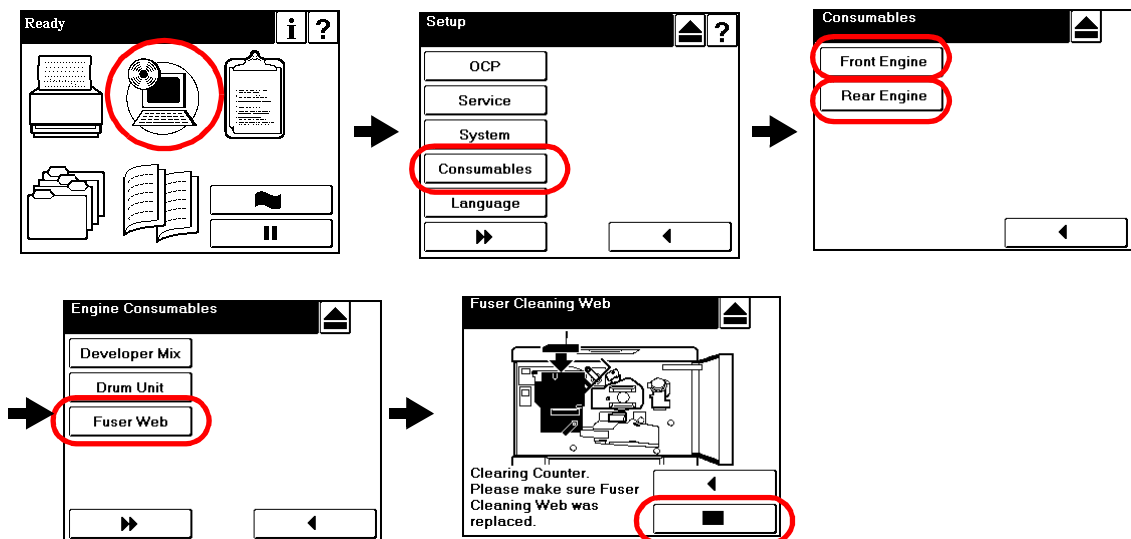 Ready
i ?
Setup
?
OCP
Service
System
Consumables
Language
Consumables
Front Engine
Rear Engine
Engine Consumables
Developer Mix
Drum Unit
Fuser Web
Fuser Cleaning Web
Clearing Counter.
Please make sure Fuser
Cleaning Web was
replaced.